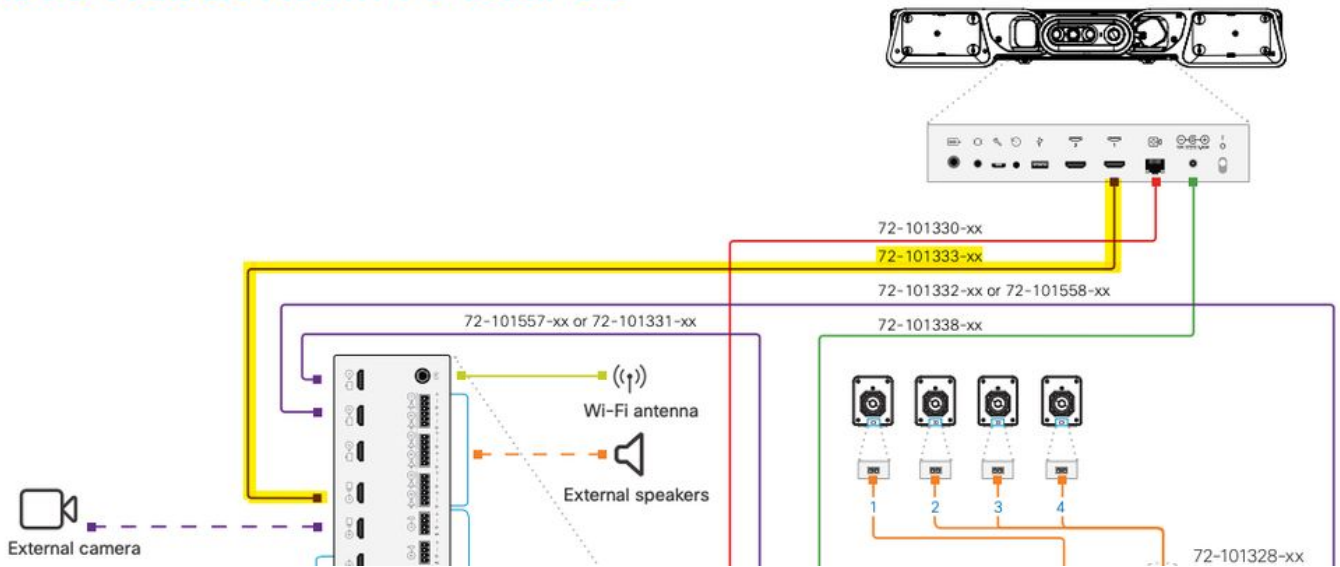 72-101330-xx
72-101333-xx
72-101332-xx or 72-101558-xx
72-101557-xx or 72-101331-xx
72-101338-xx
Wi-Fi antenna
External speakers
1 2 3 4
External camera
72-101328-xx